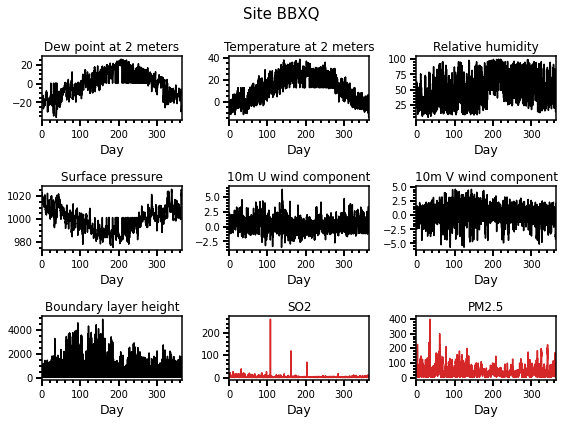 Site BBXQ
Dew point at 2 meters Temperature at 2 meters Relative humidity
20 0 −20 40 20 0 100 75 50 25
0 100 200 300 0 100 200 300 0 100 200 300
Day Day Day
Surface pressure 10m U wind component 10m V wind component
1020 1000 980 5.0 2.5 0.0 −2.5 5.0 2.5 0.0 −2.5 −5.0
0 100 200 300 0 100 200 300 0 100 200 300
Day Day Day
Boundary layer height SO2 PM2.5
4000 2000 0 200 100 0 400 300 200 100 0
0 100 200 300 0 100 200 300 0 100 200 300
Day Day Day